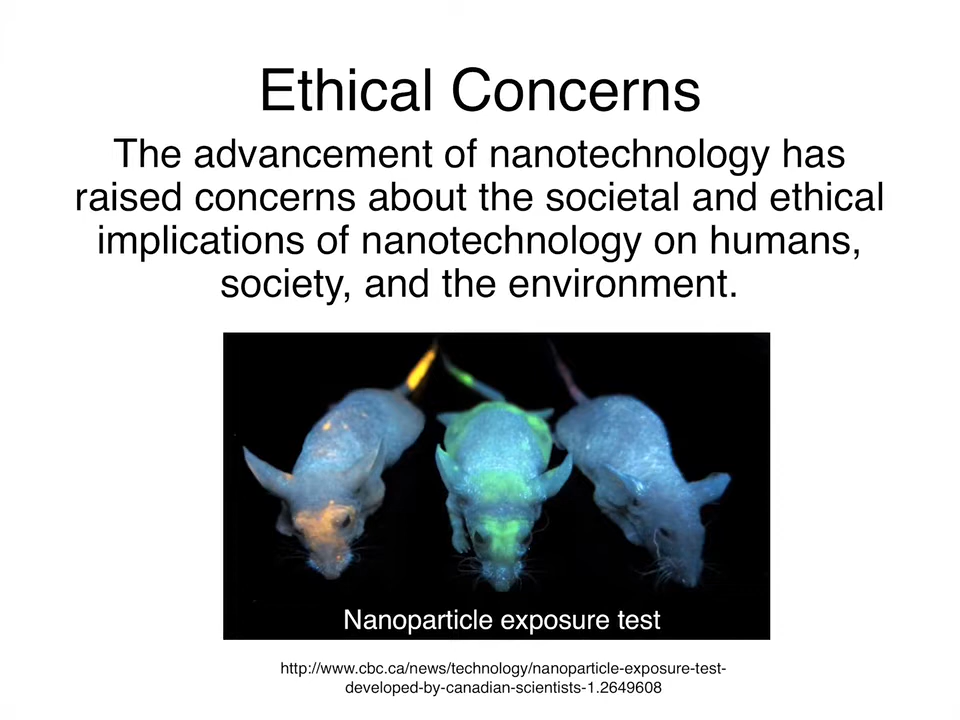 Ethical Concerns
The advancement of nanotechnology has
raised concerns about the societal and ethical
implications of nanotechnology on humans,
society, and the environment.
Nanoparticle exposure test
http://www.cbc.ca/news/technology/nanoparticle-exposure-test-
developed-by-canadian-scientists-1.2649608